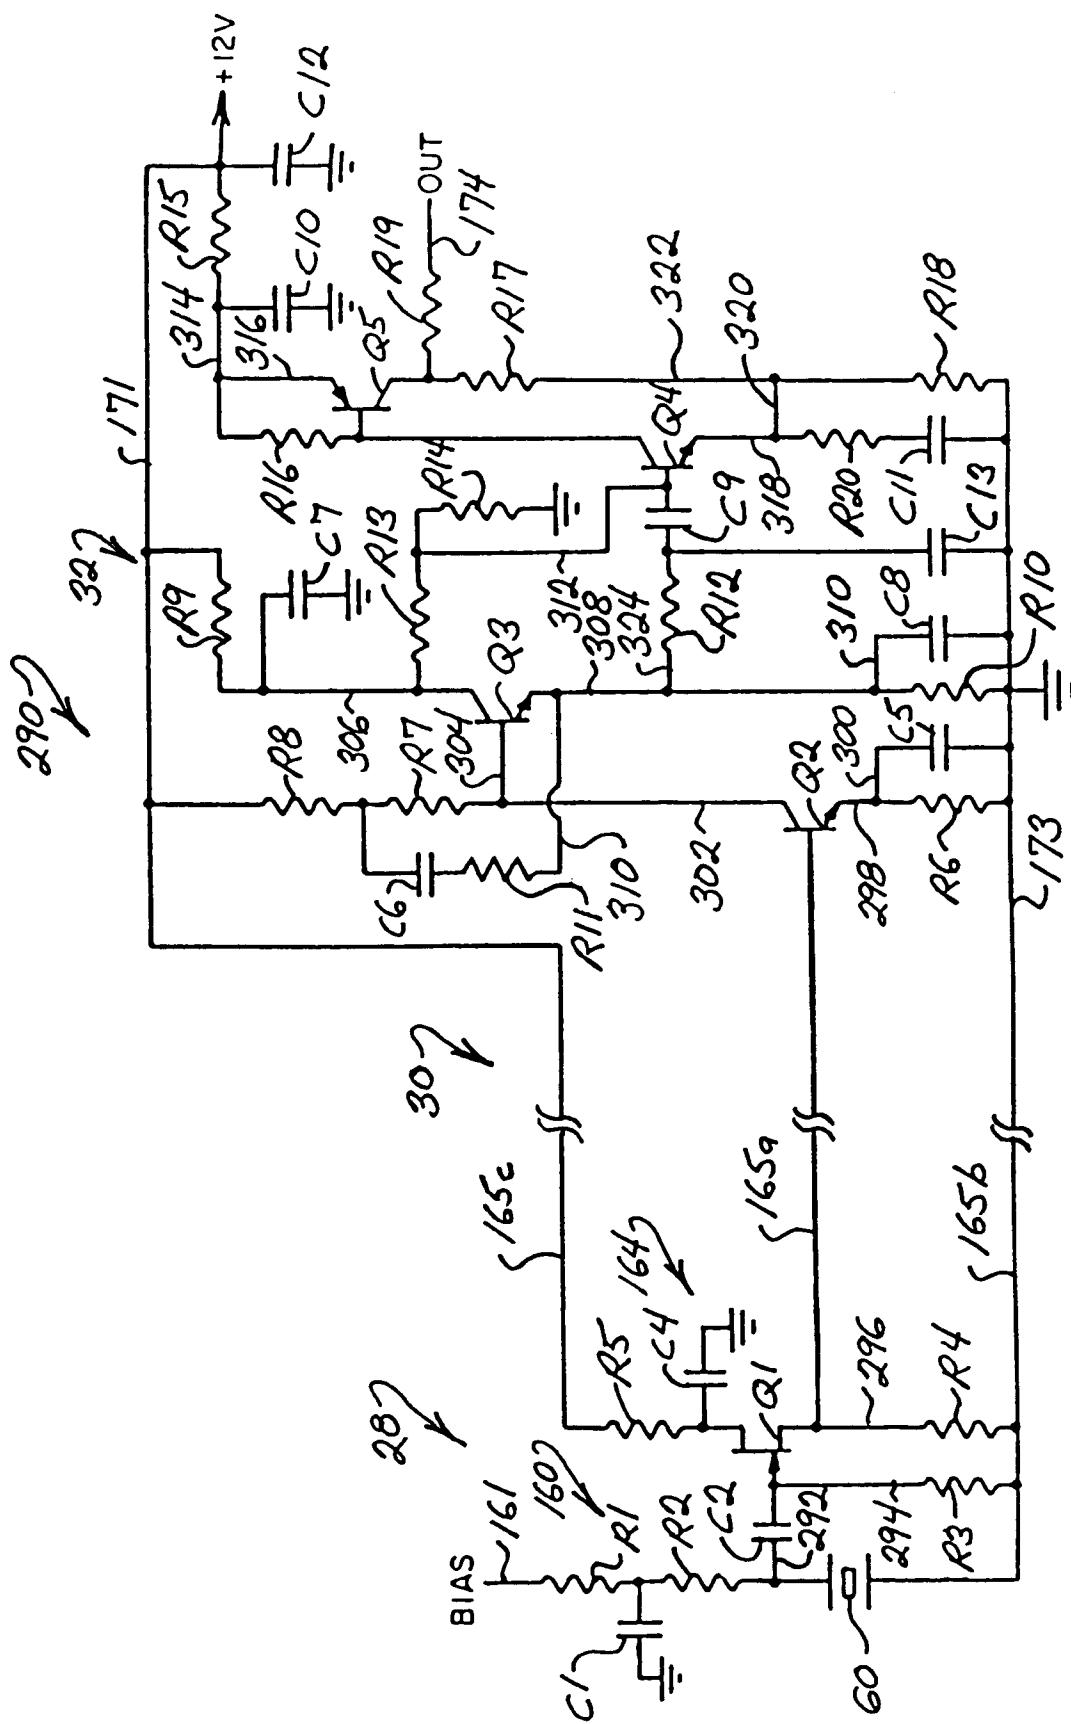 290
32
171
+12V
R15
C12
314
316
C10
Q5
R19
OUT
174
R17
322
320
R18
R16
C7
R9
R13
R14
Q4
C9
318
R20
C11
C13
312
308
324
R12
310
C8
R10
Q3
306
304
R7
R8
C6
R11
310
302
Q2
300
C5
298
R6
173
30
165c
165a
165b
164
28
R5
C4
Q1
296
R4
BIAS
161
160
R1
R2
C2
292
294
R3
C1
60